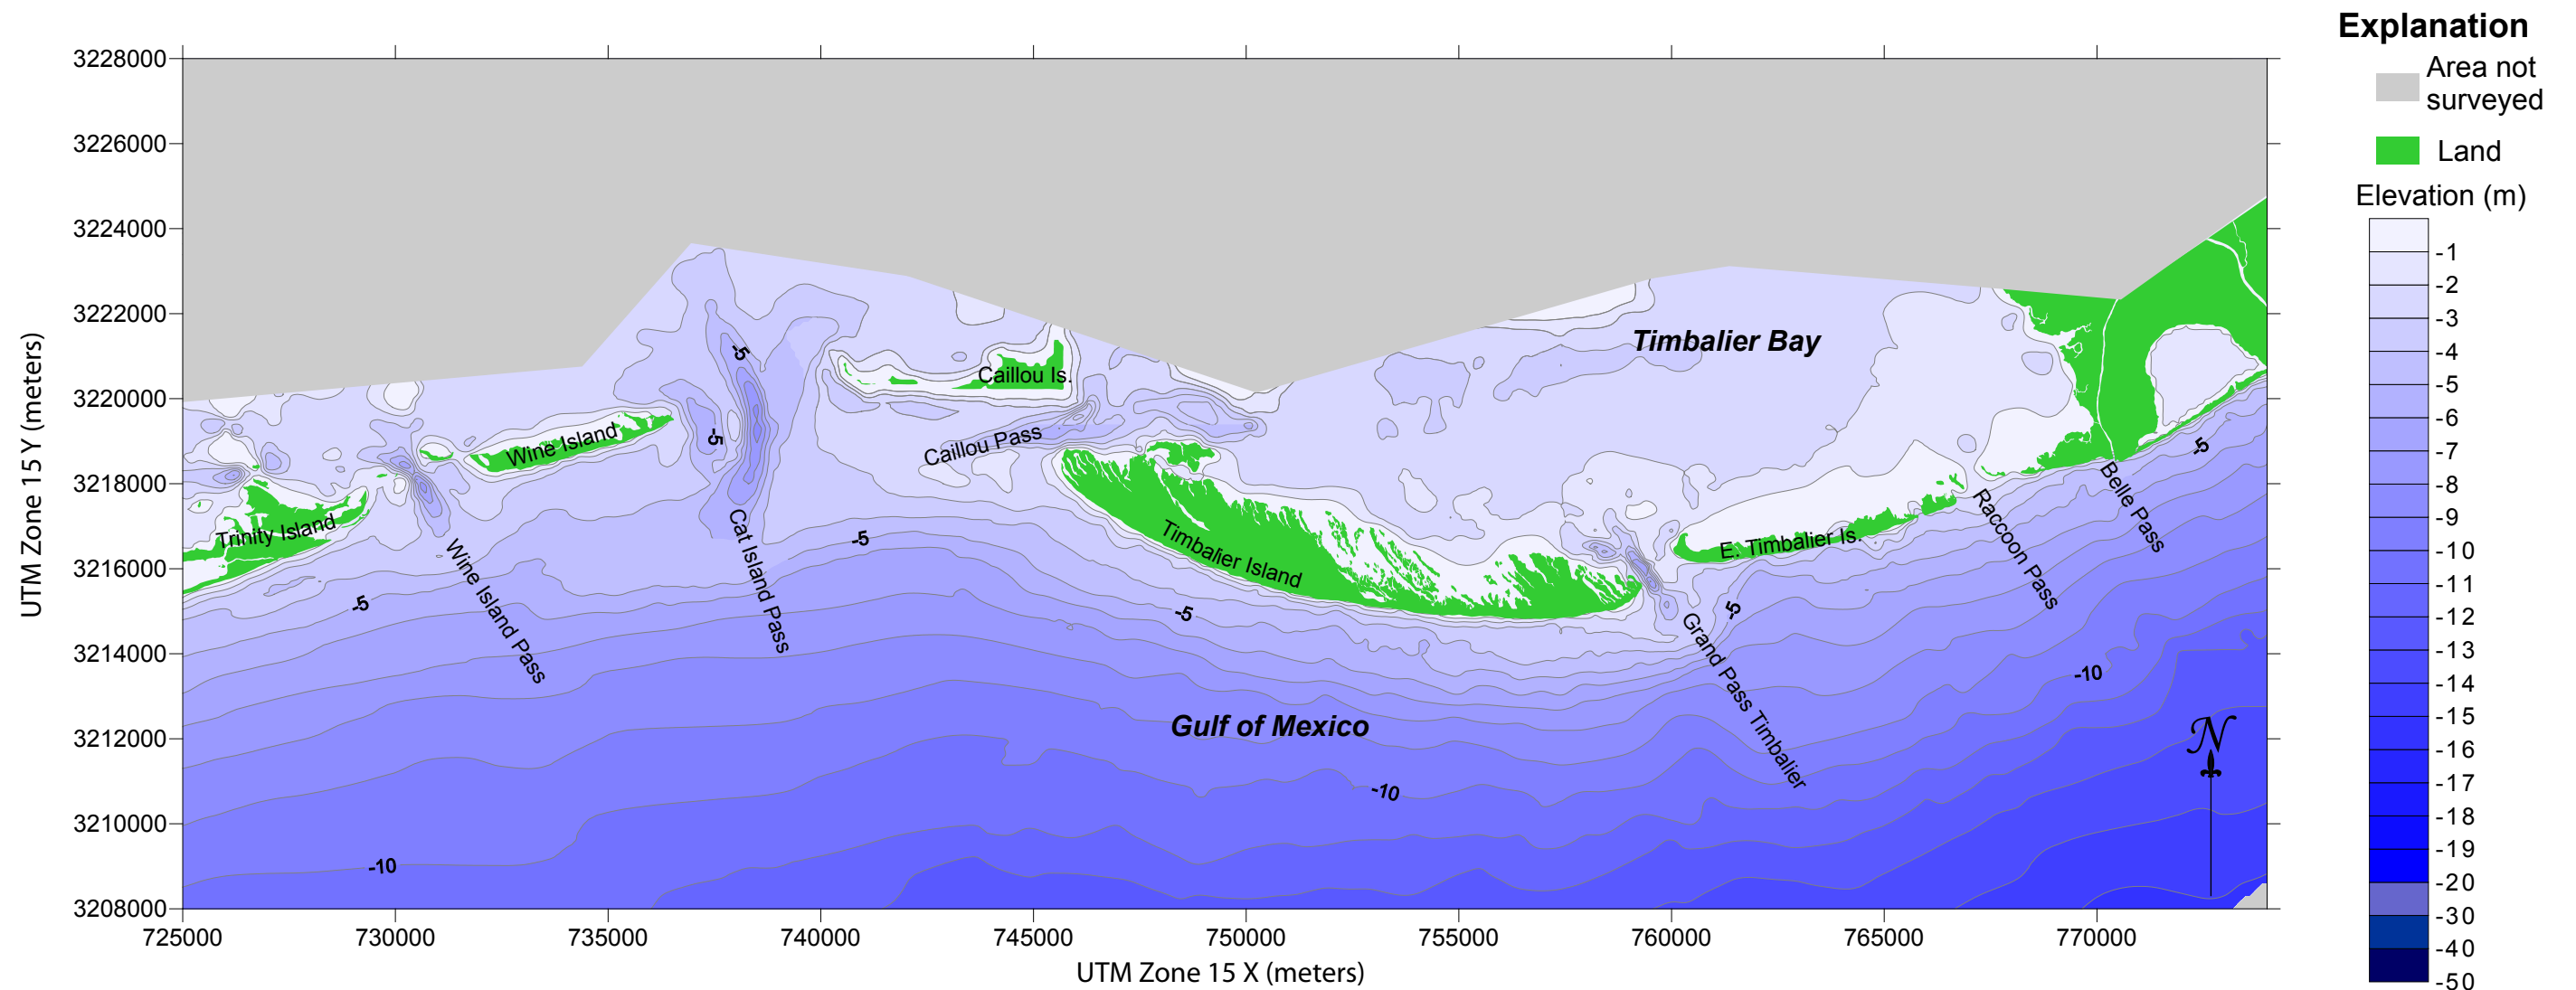 Explanation
Area not
surveyed
Land
Elevation (m)
-1
-2
-3
-4
-5
-6
-7
-8
-9
-10
-11
-12
-13
-14
-15
-16
-17
-18
-19
-20
-30
-40
-50
UTM Zone 15 Y (meters)
3228000
3226000
3224000
3222000
3220000
3218000
3216000
3214000
3212000
3210000
3208000
Timbalier Bay
-5
Caillou Is.
-5
Wine Island
Caillou Pass
-5
Trinity Island
Wine Island Pass
Cat Island Pass
-5
Timbalier Island
E. Timbalier Is.
Raccoon Pass
Belle Pass
-5
-5
-5
Grand Pass Timbalier
-10
Gulf of Mexico
N
-10
-10
725000
730000
735000
740000
745000
750000
755000
760000
765000
770000
UTM Zone 15 X (meters)